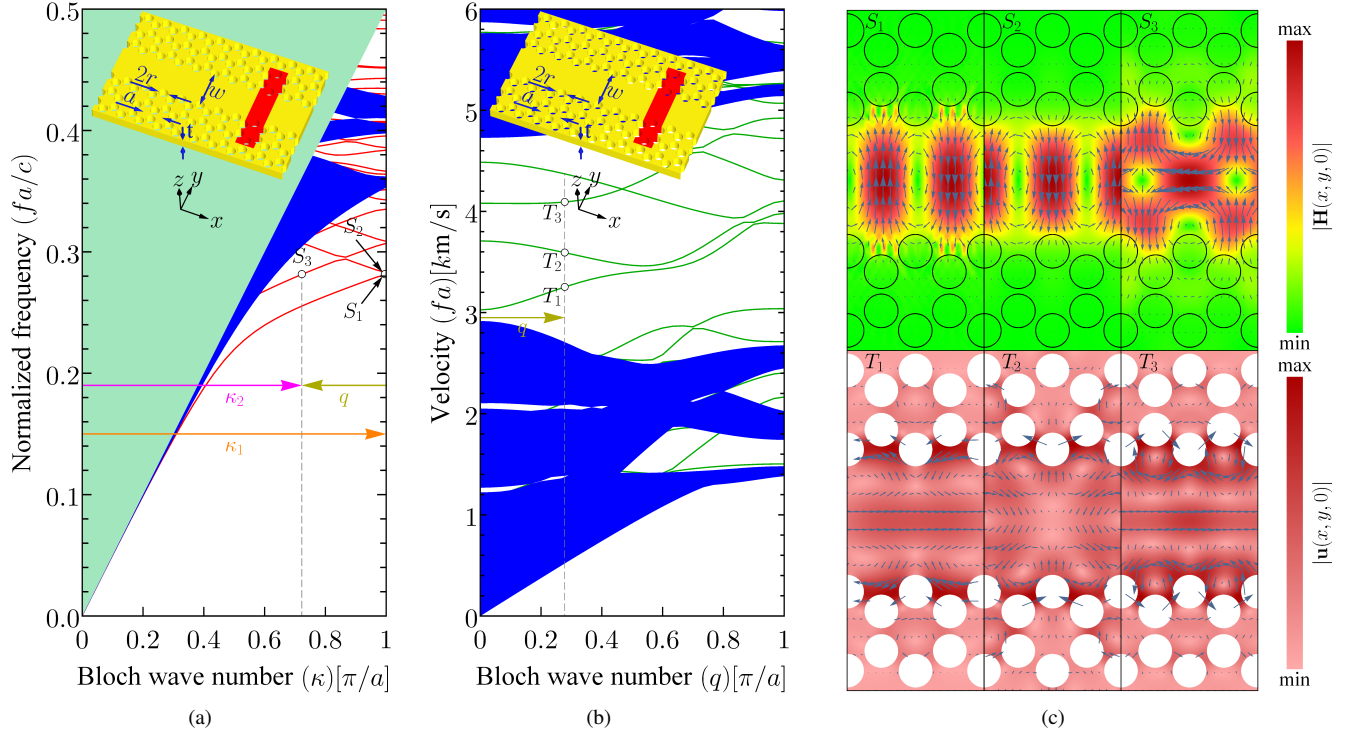 Normalized frequency (fa/c)
0.5
0.4
0.3
0.2
0.1
0.0
2r
a
w
t
z
y
x
S₂
S₃
S₁
κ₂
q
κ₁
0
0.2
0.4
0.6
0.8
1
Bloch wave number (κ)[π/a]
(a)
Velocity (fa)[km/s]
6
5
4
3
2
1
0
2r
a
w
t
z
y
x
T₃
T₂
T₁
q
0
0.2
0.4
0.6
0.8
1
Bloch wave number (q)[π/a]
(b)
S₁ S₂ S₃
T₁ T₂ T₃
max
|H(x, y, 0)|
min
max
|u(x, y, 0)|
min
(c)